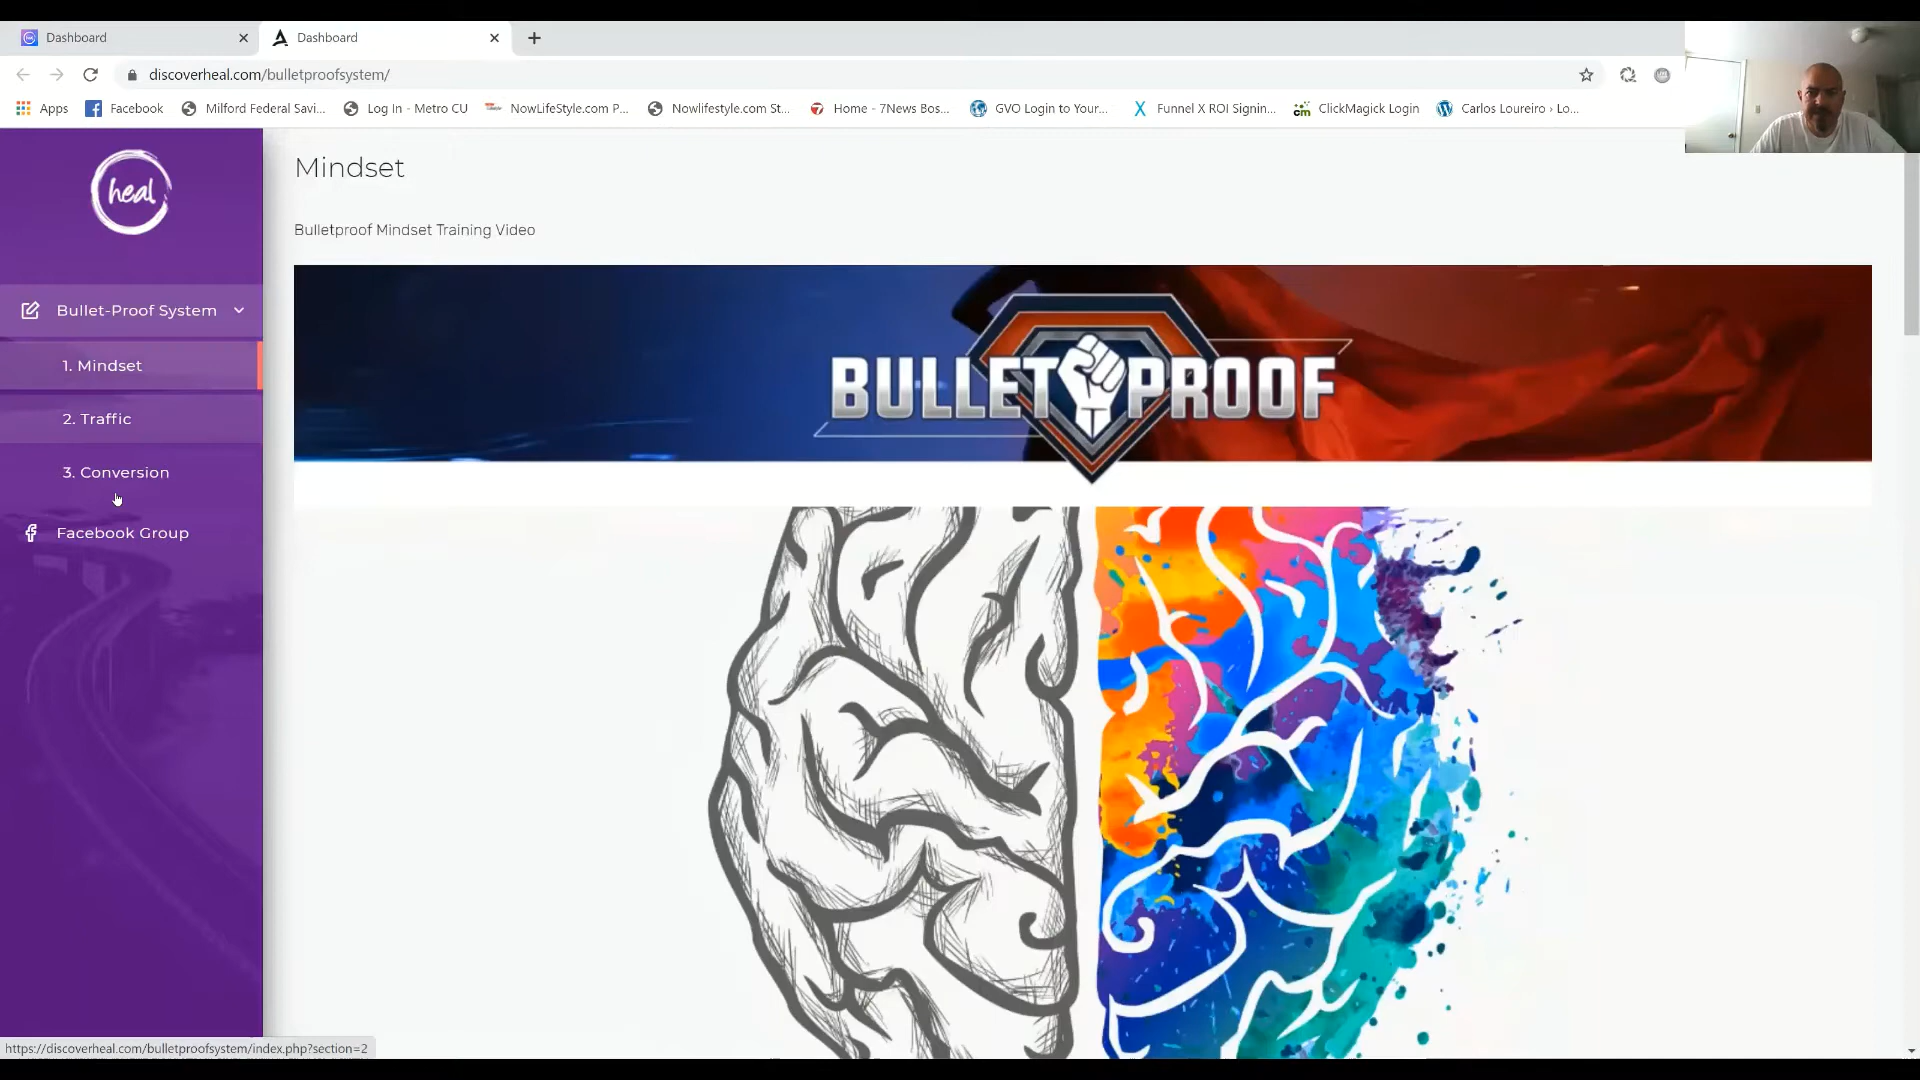 Dashboard
Dashboard
discoverheal.com/bulletproofsystem/
Apps
Facebook
Milford Federal Savi...
Log In - Metro CU
NowLifeStyle.com P...
Nowlifestyle.com St...
Home - 7News Bos...
GVO Login to Your...
Funnel X ROI Signin...
ClickMagick Login
Carlos Loureiro › Lo...
heal
Bullet-Proof System
1. Mindset
2. Traffic
3. Conversion
Facebook Group
Mindset
Bulletproof Mindset Training Video
BULLET PROOF
https://discoverheal.com/bulletproofsystem/index.php?section=2